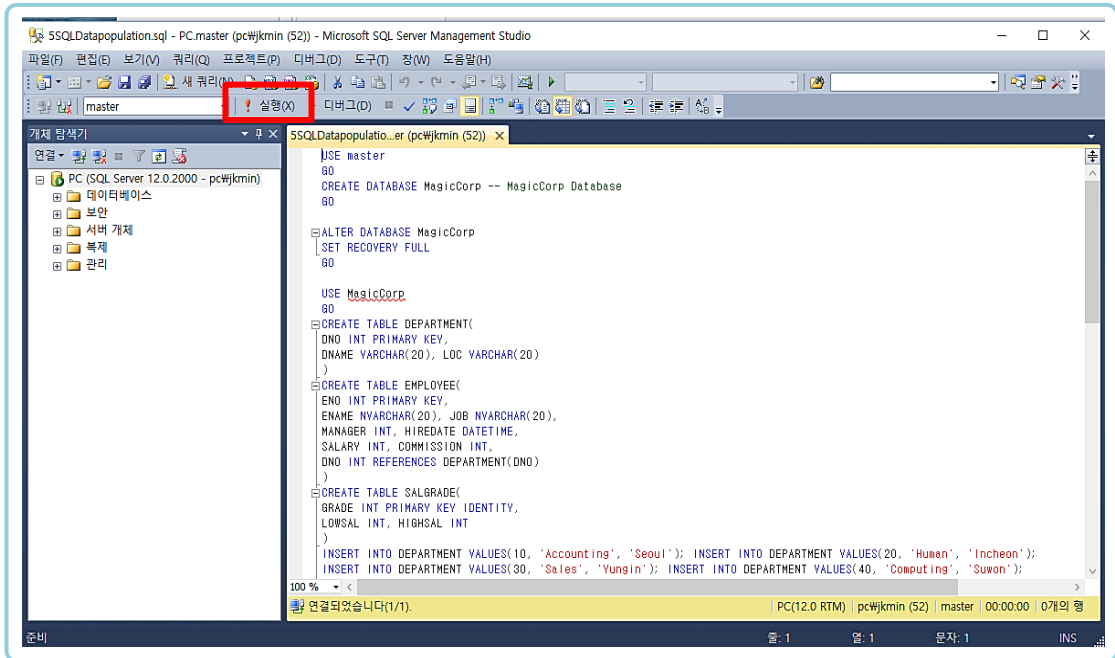 5SQLDatapopulation.sql - PC.master (pc₩jkmin (52)) - Microsoft SQL Server Management Studio
파일(F) 편집(E) 보기(V) 쿼리(Q) 프로젝트(P) 디버그(D) 도구(T) 창(W) 도움말(H)
새 쿼리(N)
master 실행(X) 디버그(D)
개체 탐색기
연결
PC (SQL Server 12.0.2000 - pc₩jkmin)
데이터베이스
보안
서버 개체
복제
관리
5SQLDatapopulatio...er (pc₩jkmin (52))
USE master
GO
CREATE DATABASE MagicCorp -- MagicCorp Database
GO
ALTER DATABASE MagicCorp
SET RECOVERY FULL
GO
USE MagicCorp
GO
CREATE TABLE DEPARTMENT(
DNO INT PRIMARY KEY,
DNAME VARCHAR(20), LOC VARCHAR(20)
)
CREATE TABLE EMPLOYEE(
ENO INT PRIMARY KEY,
ENAME NVARCHAR(20), JOB NVARCHAR(20),
MANAGER INT, HIREDATE DATETIME,
SALARY INT, COMMISSION INT,
DNO INT REFERENCES DEPARTMENT(DNO)
)
CREATE TABLE SALGRADE(
GRADE INT PRIMARY KEY IDENTITY,
LOWSAL INT, HIGHSAL INT
)
INSERT INTO DEPARTMENT VALUES(10, 'Accounting', 'Seoul'); INSERT INTO DEPARTMENT VALUES(20, 'Human', 'Incheon');
INSERT INTO DEPARTMENT VALUES(30, 'Sales', 'Yungin'); INSERT INTO DEPARTMENT VALUES(40, 'Computing', 'Suwon');
100 %
연결되었습니다(1/1). PC(12.0 RTM) pc₩jkmin (52) master 00:00:00 0개의 행
준비 줄: 1 열: 1 문자: 1 INS